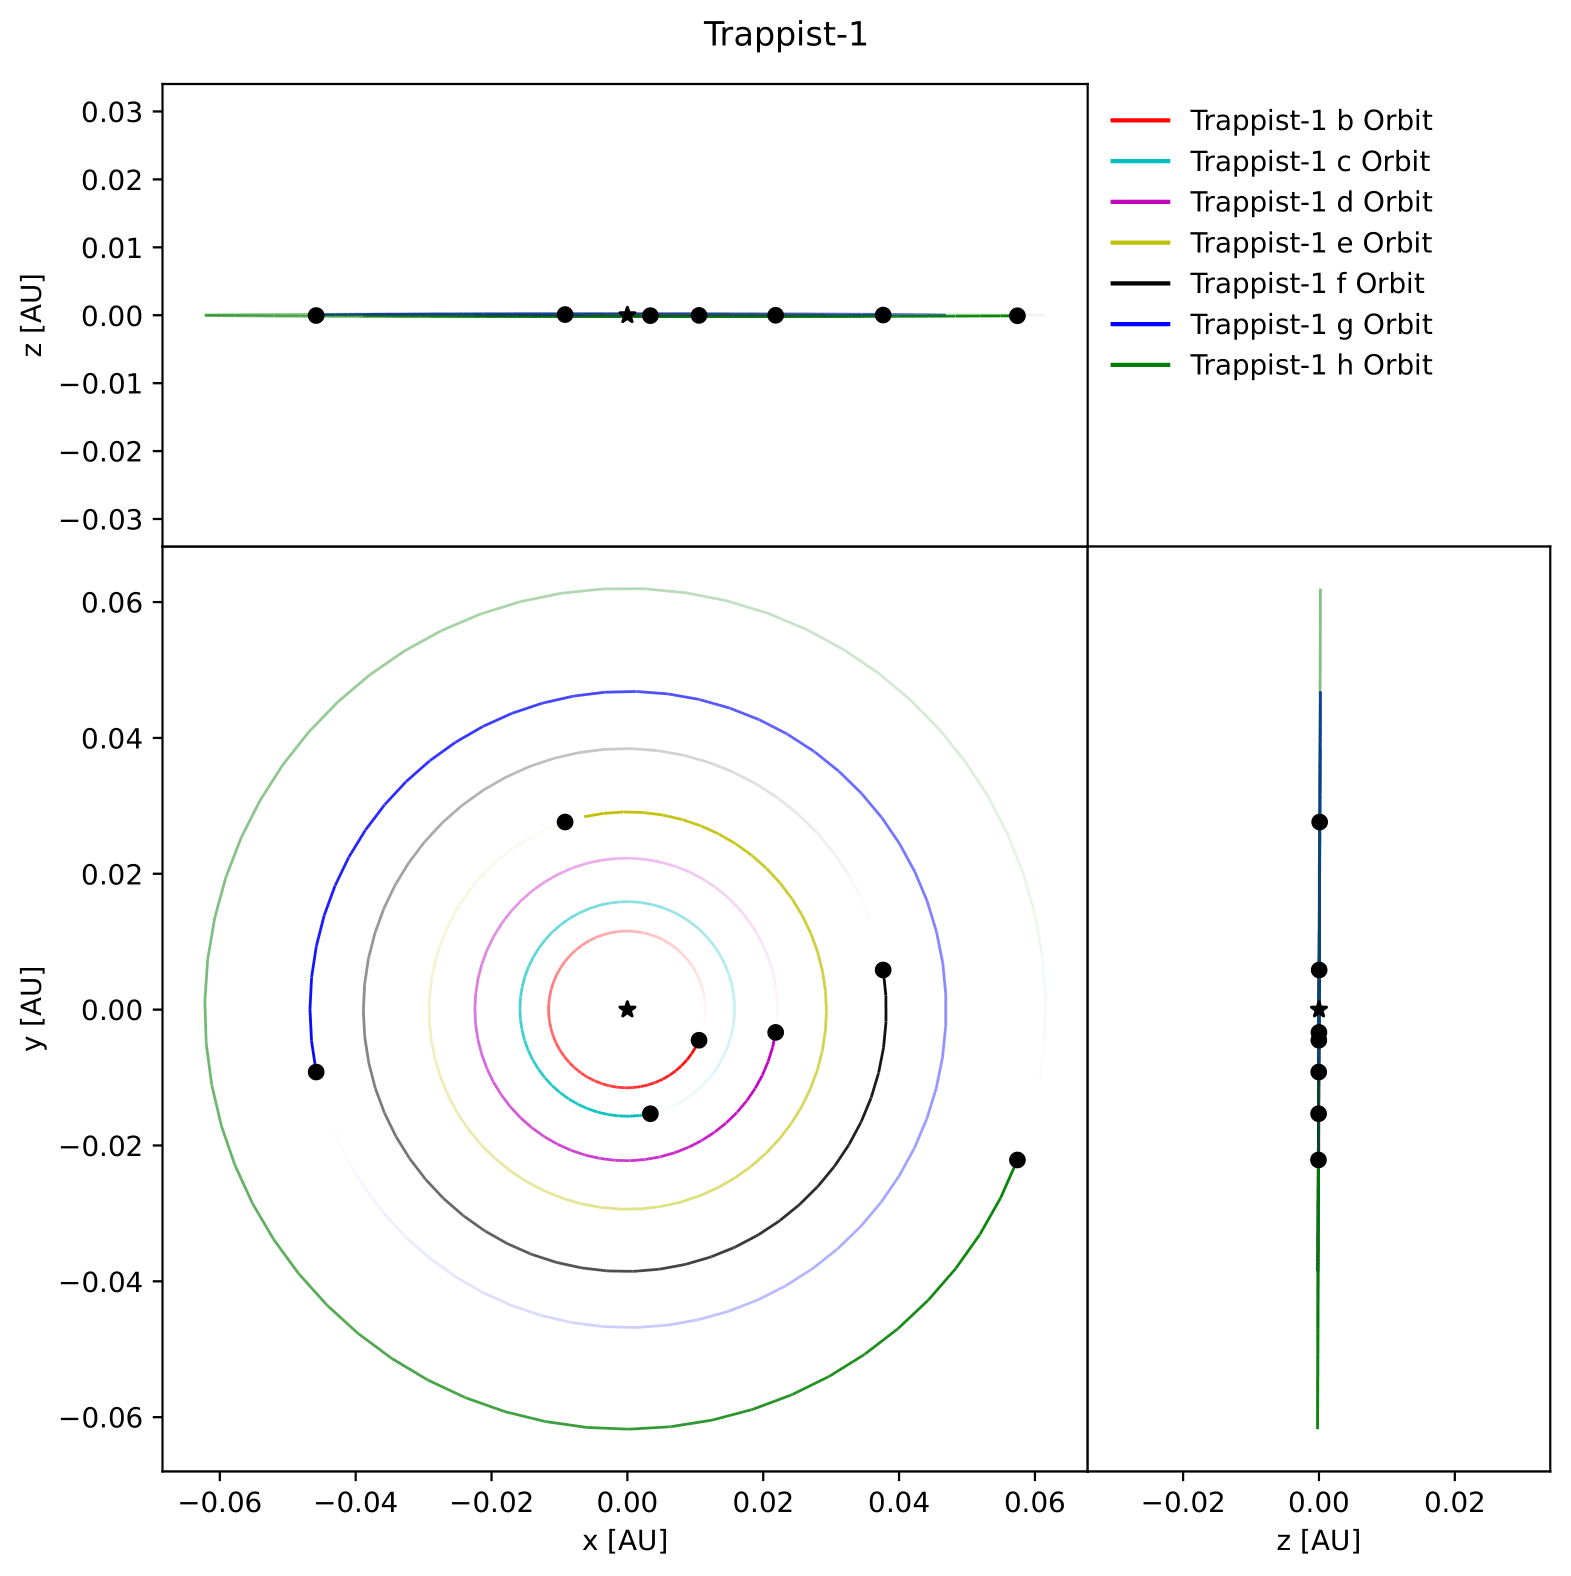 Trappist-1
0.03
0.02
0.01
0.00
−0.01
−0.02
−0.03
z [AU]
Trappist-1 b Orbit
Trappist-1 c Orbit
Trappist-1 d Orbit
Trappist-1 e Orbit
Trappist-1 f Orbit
Trappist-1 g Orbit
Trappist-1 h Orbit
0.06
0.04
0.02
0.00
−0.02
−0.04
−0.06
y [AU]
−0.06 −0.04 −0.02 0.00 0.02 0.04 0.06
x [AU]
−0.02 0.00 0.02
z [AU]